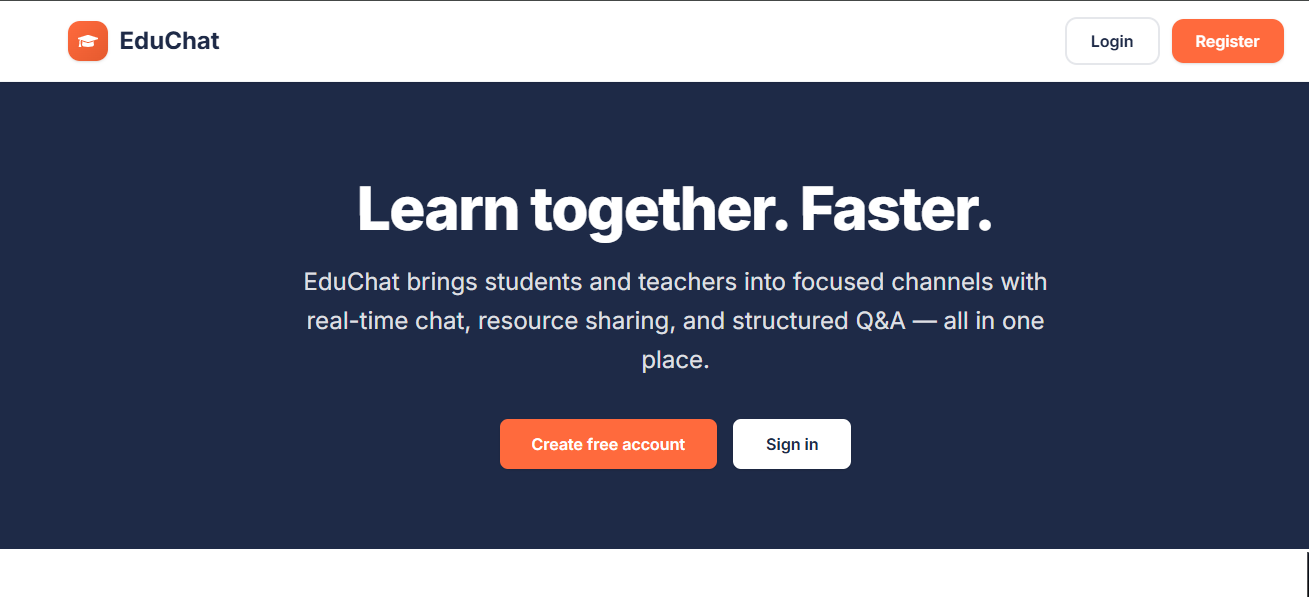 EduChat
Login
Register
Learn together. Faster.
EduChat brings students and teachers into focused channels with
real-time chat, resource sharing, and structured Q&A — all in one
place.
Create free account
Sign in